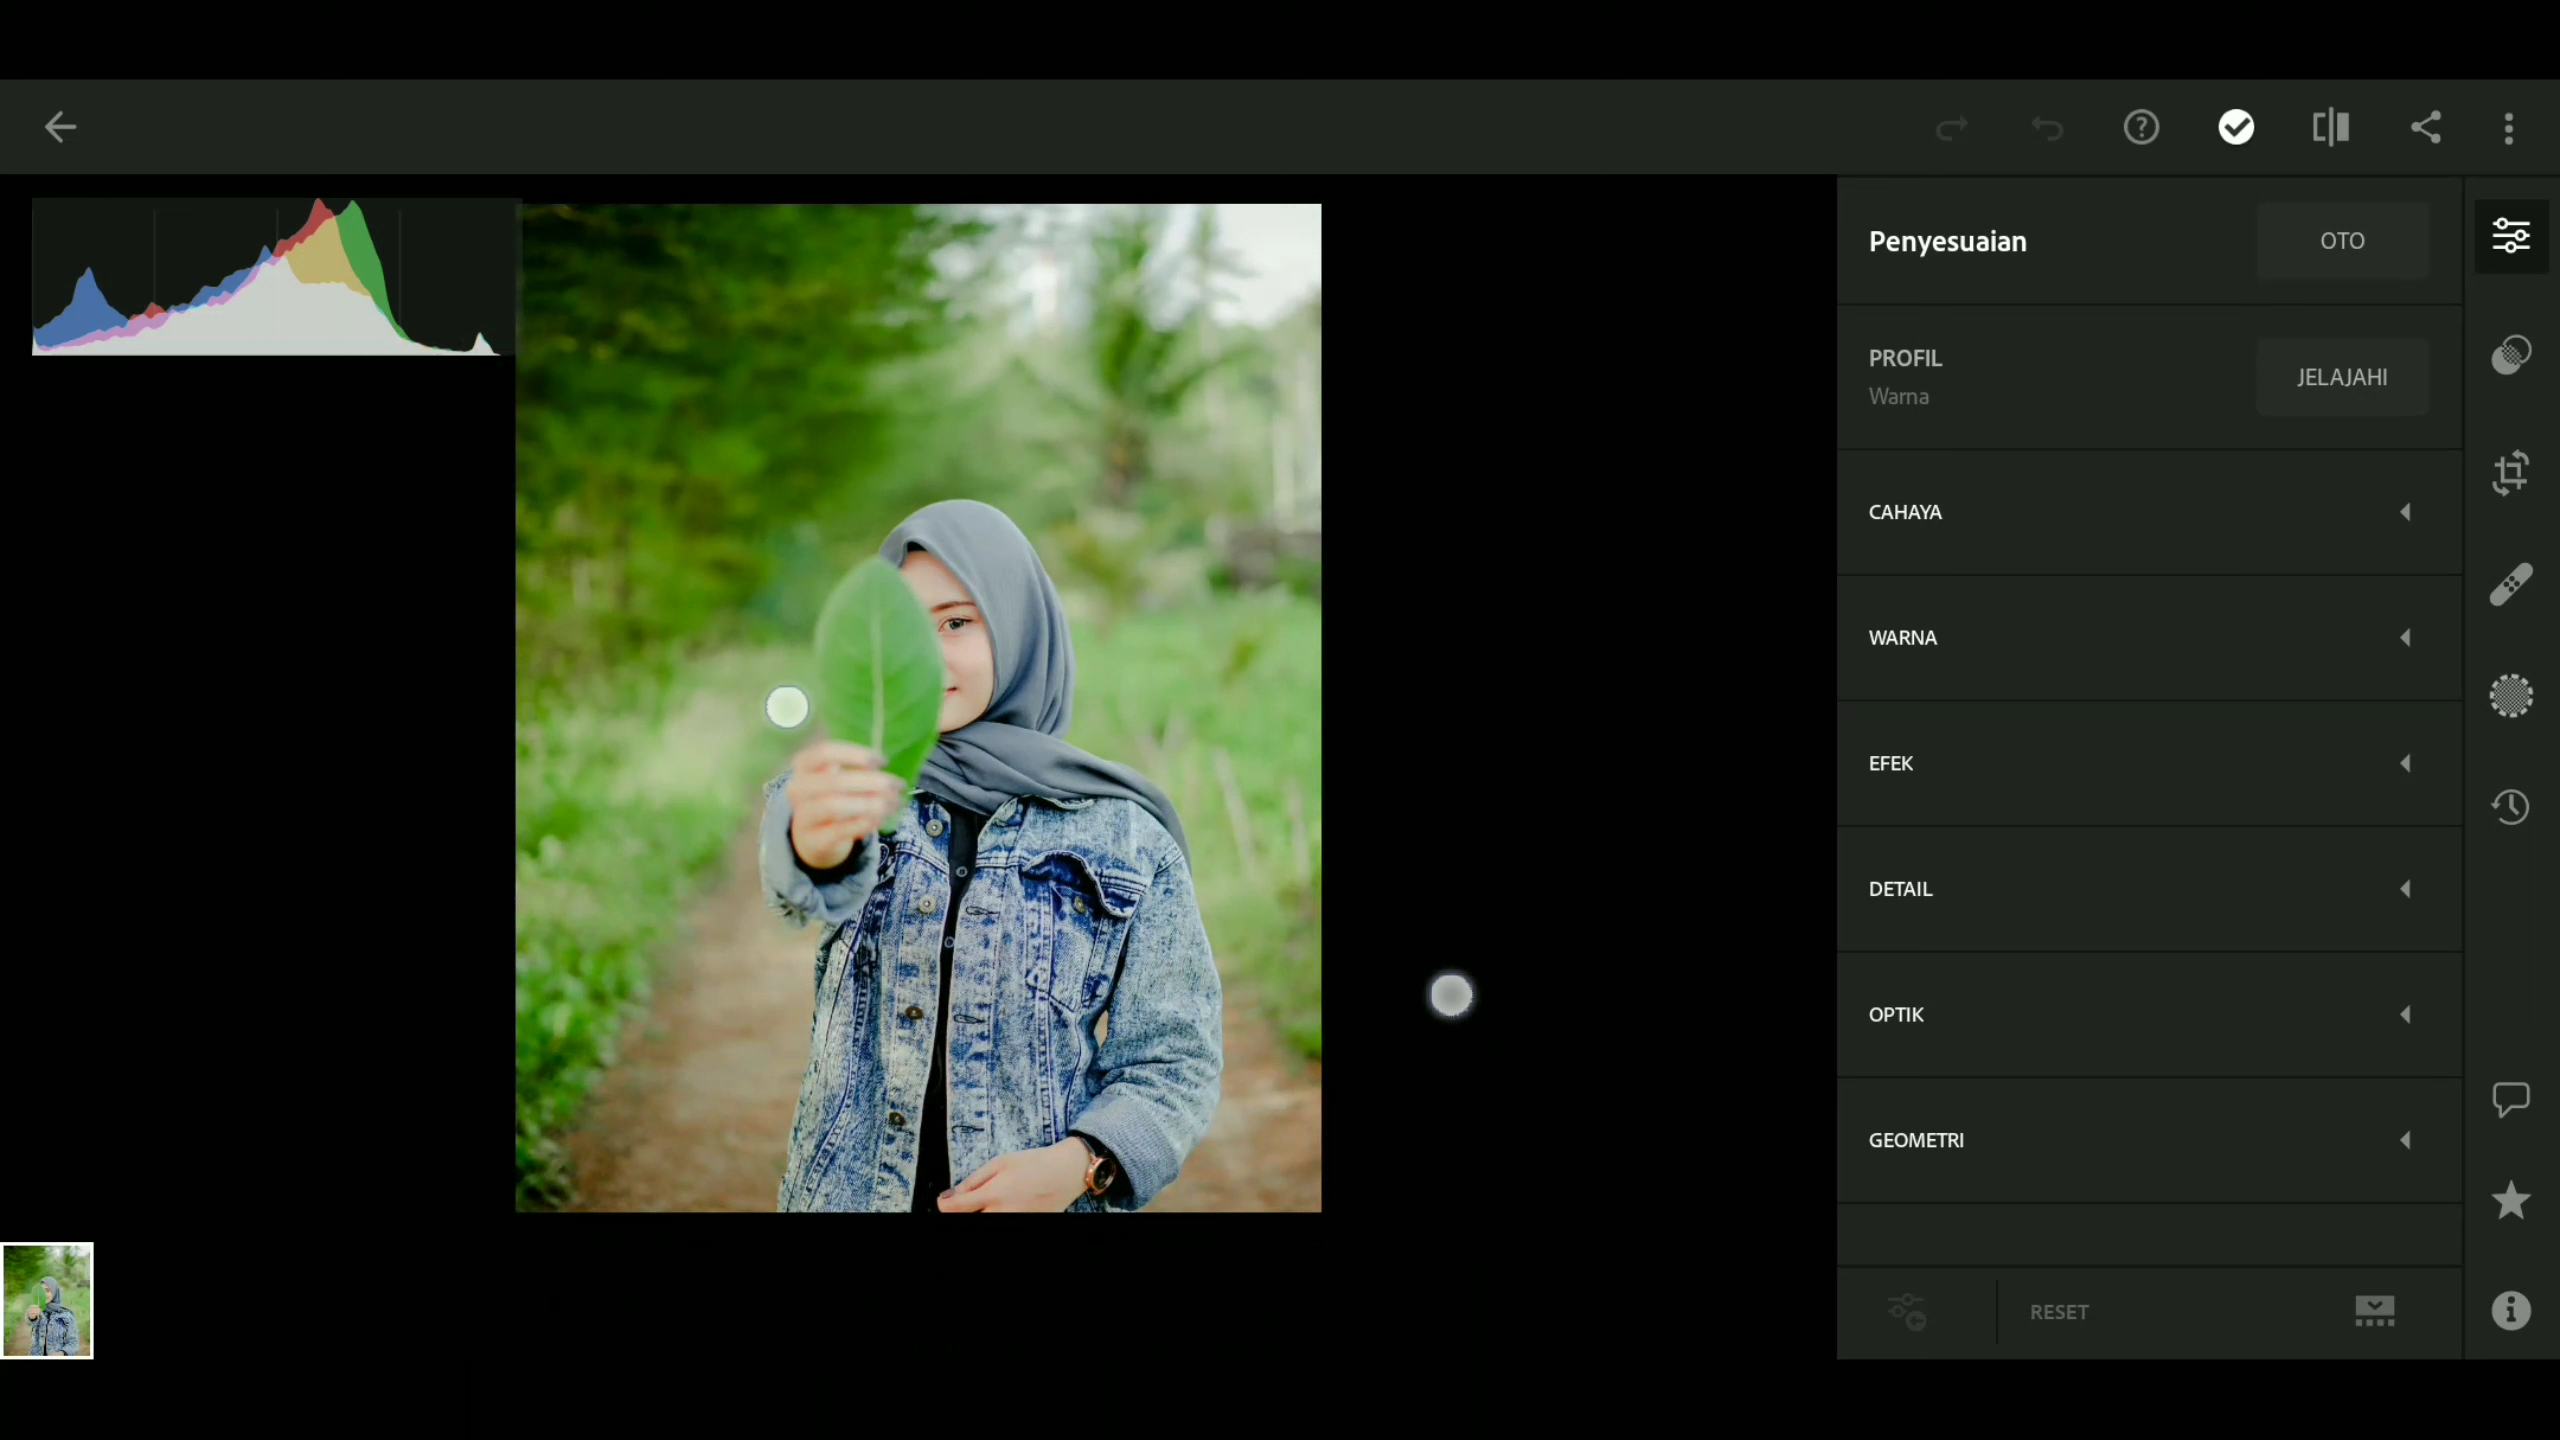 Penyesuaian
OTO
PROFIL
Warna
JELAJAHI
CAHAYA
WARNA
EFEK
DETAIL
OPTIK
GEOMETRI
RESET